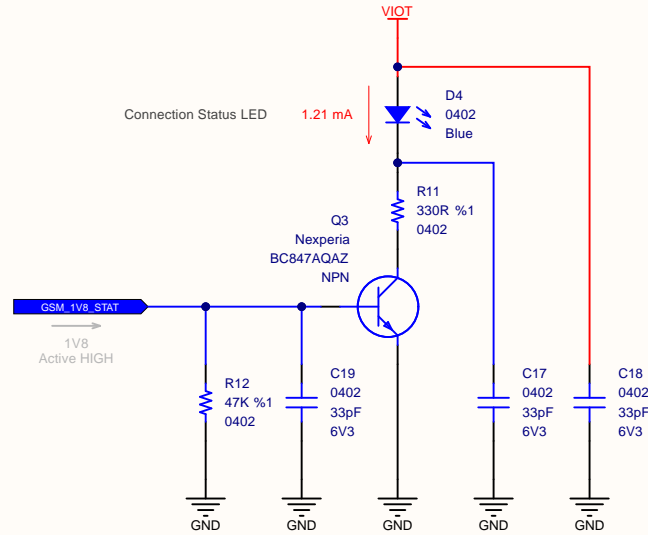 VIOT
Connection Status LED
1.21 mA
D4
0402
Blue
R11
330R %1
0402
Q3
Nexperia
BC847AQAZ
NPN
GSM_1V8_STAT
1V8
Active HIGH
R12
47K %1
0402
C19
0402
33pF
6V3
C17
0402
33pF
6V3
C18
0402
33pF
6V3
GND
GND
GND
GND
GND